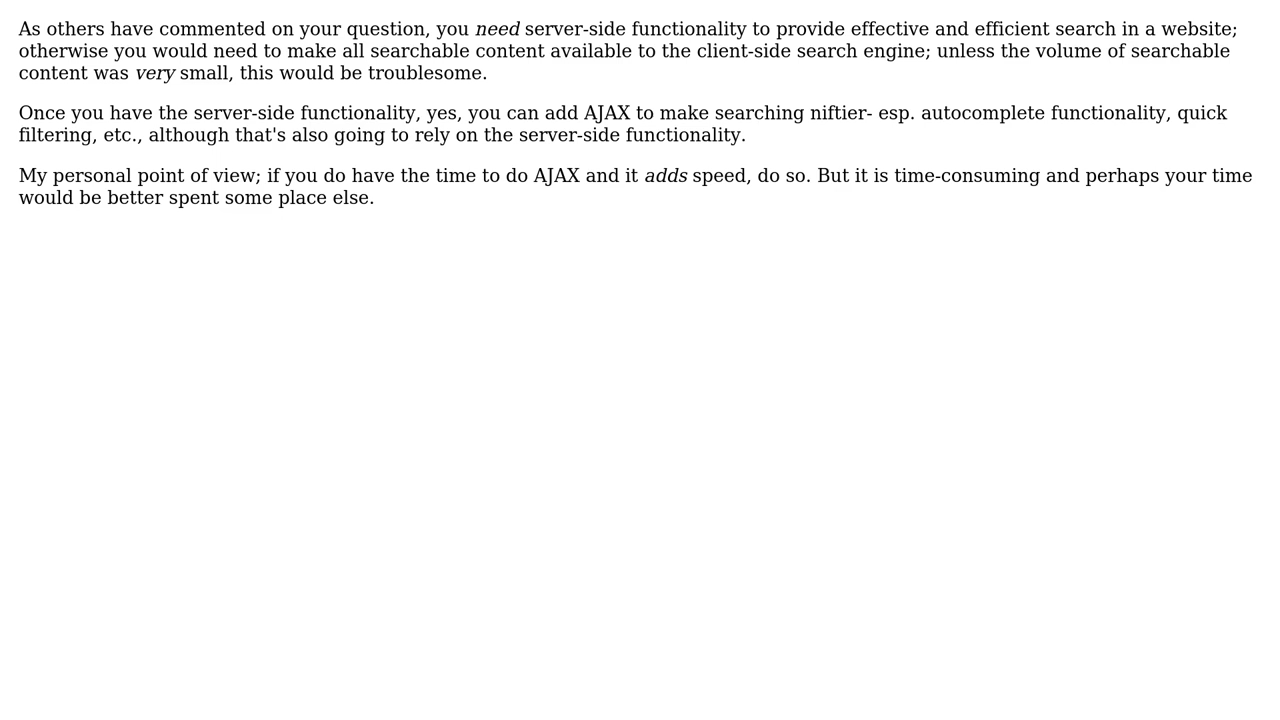 As others have commented on your question, you need server-side functionality to provide effective and efficient search in a website;
otherwise you would need to make all searchable content available to the client-side search engine; unless the volume of searchable
content was very small, this would be troublesome.
Once you have the server-side functionality, yes, you can add AJAX to make searching niftier- esp. autocomplete functionality, quick
filtering, etc., although that's also going to rely on the server-side functionality.
My personal point of view; if you do have the time to do AJAX and it adds speed, do so. But it is time-consuming and perhaps your time
would be better spent some place else.